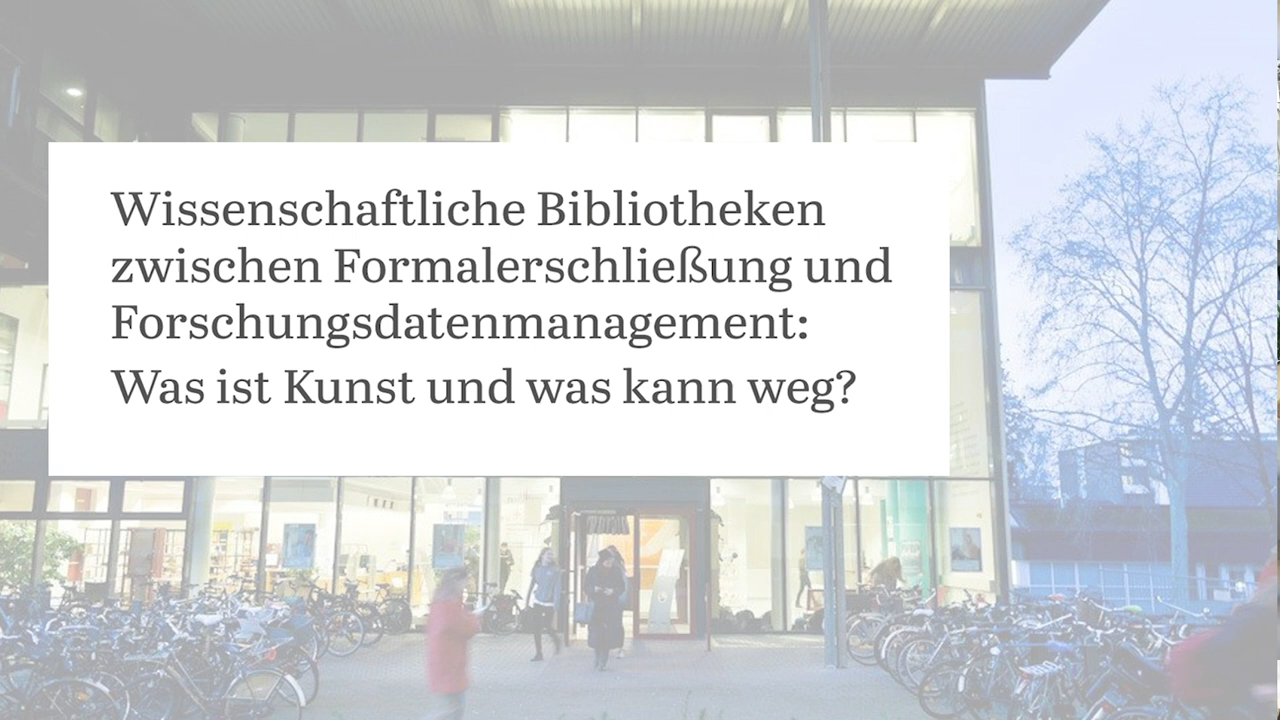 Wissenschaftliche Bibliotheken
zwischen Formalerschließung und
Forschungsdatenmanagement:
Was ist Kunst und was kann weg?